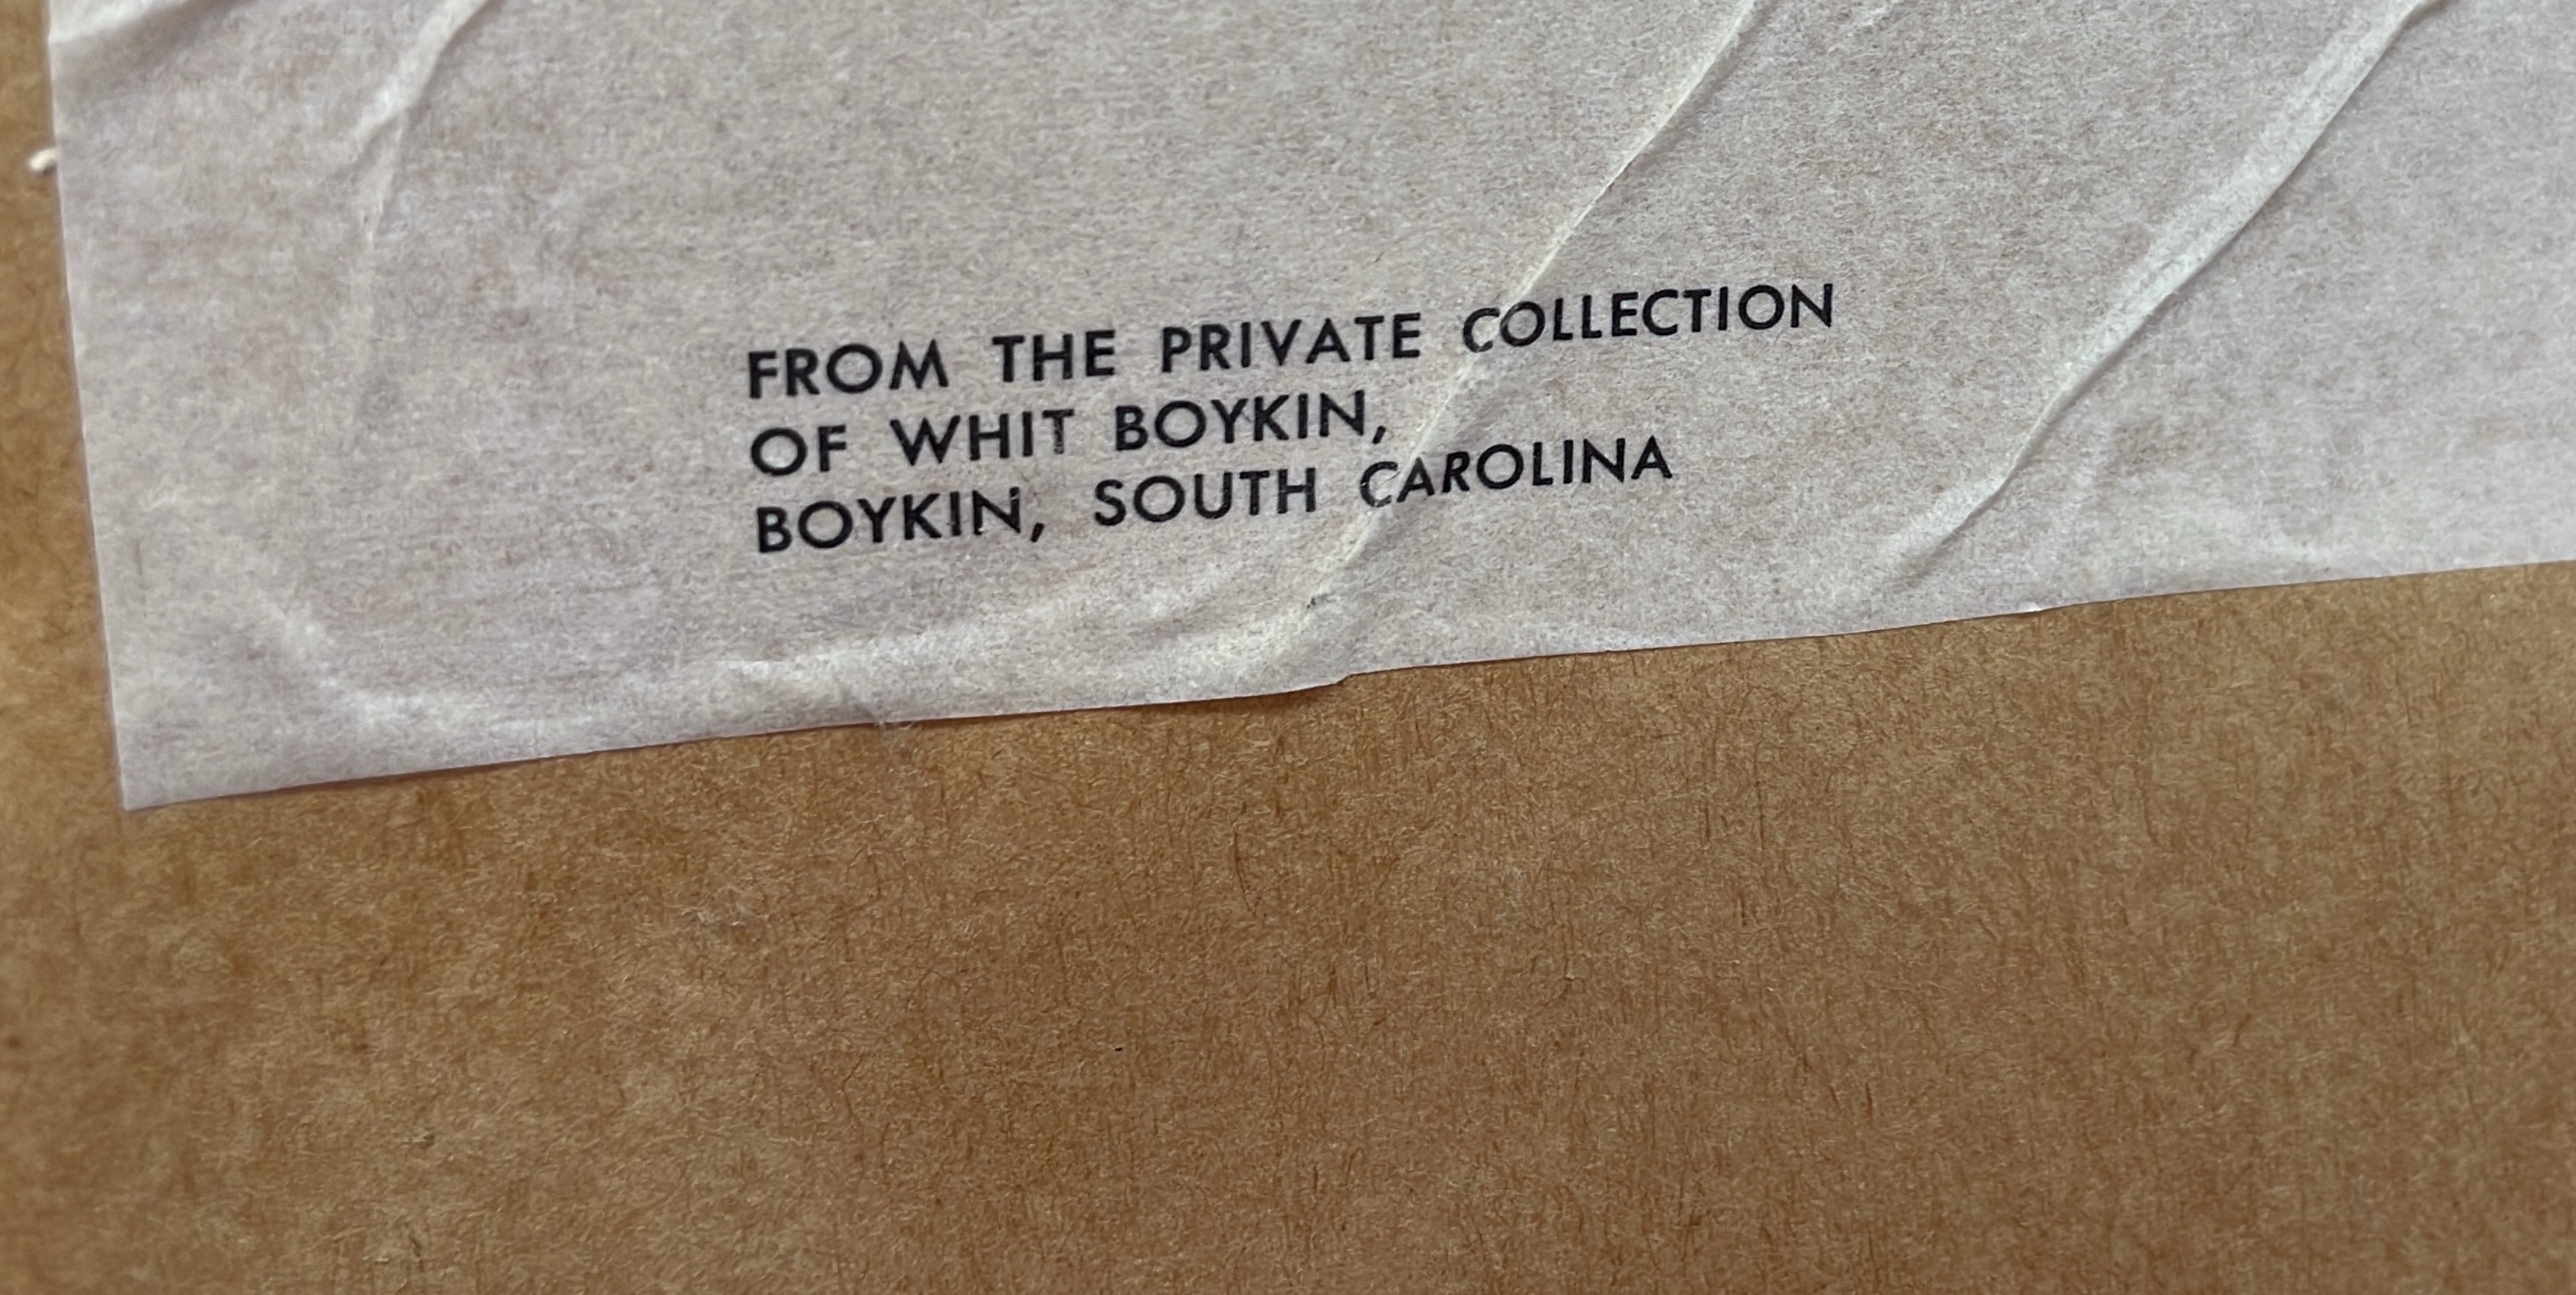 FROM THE PRIVATE COLLECTION
OF WHIT BOYKIN,
BOYKIN, SOUTH CAROLINA